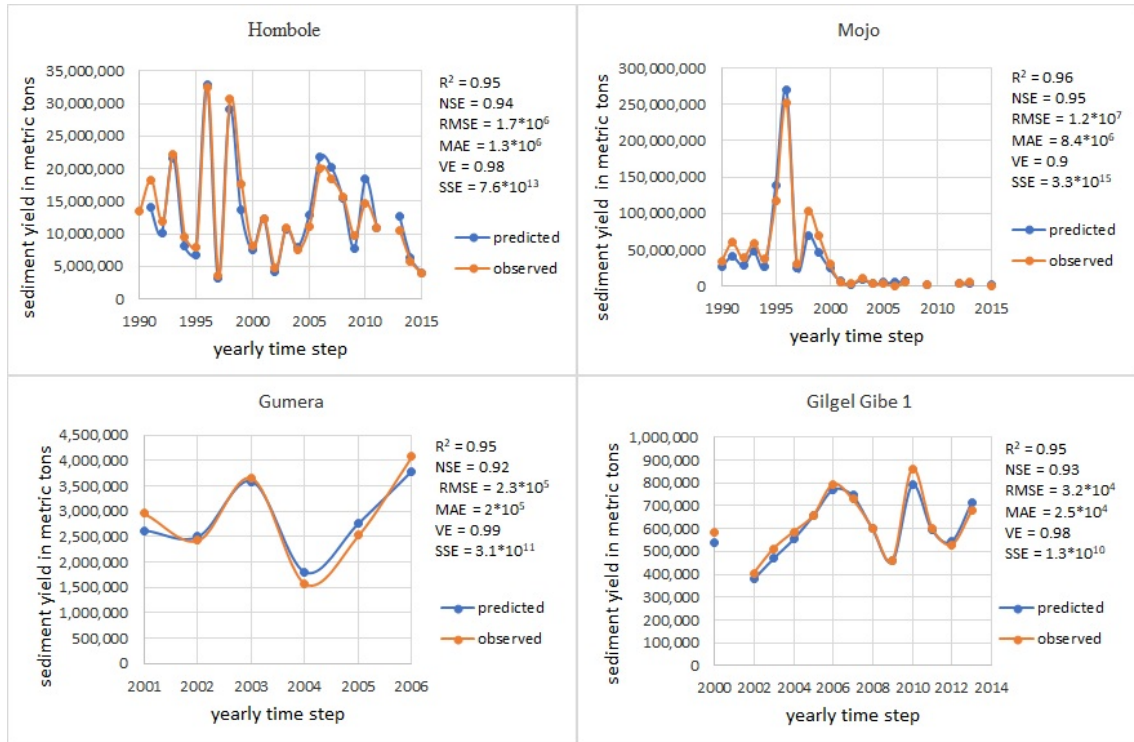 Hombole
sediment yield in metric tons
35,000,000
30,000,000
25,000,000
20,000,000
15,000,000
10,000,000
5,000,000
0
1990 1995 2000 2005 2010 2015
yearly time step
R² = 0.95
NSE = 0.94
RMSE = 1.7*10⁶
MAE = 1.3*10⁶
VE = 0.98
SSE = 7.6*10¹³
predicted
observed
Mojo
sediment yield in metric tons
300,000,000
250,000,000
200,000,000
150,000,000
100,000,000
50,000,000
0
1990 1995 2000 2005 2010 2015
yearly time step
R² = 0.96
NSE = 0.95
RMSE = 1.2*10⁷
MAE = 8.4*10⁶
VE = 0.9
SSE = 3.3*10¹⁵
predicted
observed
Gumera
sediment yield in metric tons
4,500,000
4,000,000
3,500,000
3,000,000
2,500,000
2,000,000
1,500,000
1,000,000
500,000
0
2001 2002 2003 2004 2005 2006
yearly time step
R² = 0.95
NSE = 0.92
RMSE = 2.3*10⁵
MAE = 2*10⁵
VE = 0.99
SSE = 3.1*10¹¹
predicted
observed
Gilgel Gibe 1
sediment yield in metric tons
1,000,000
900,000
800,000
700,000
600,000
500,000
400,000
300,000
200,000
100,000
0
2000 2002 2004 2006 2008 2010 2012 2014
yearly time step
R² = 0.95
NSE = 0.93
RMSE = 3.2*10⁴
MAE = 2.5*10⁴
VE = 0.98
SSE = 1.3*10¹⁰
predicted
observed